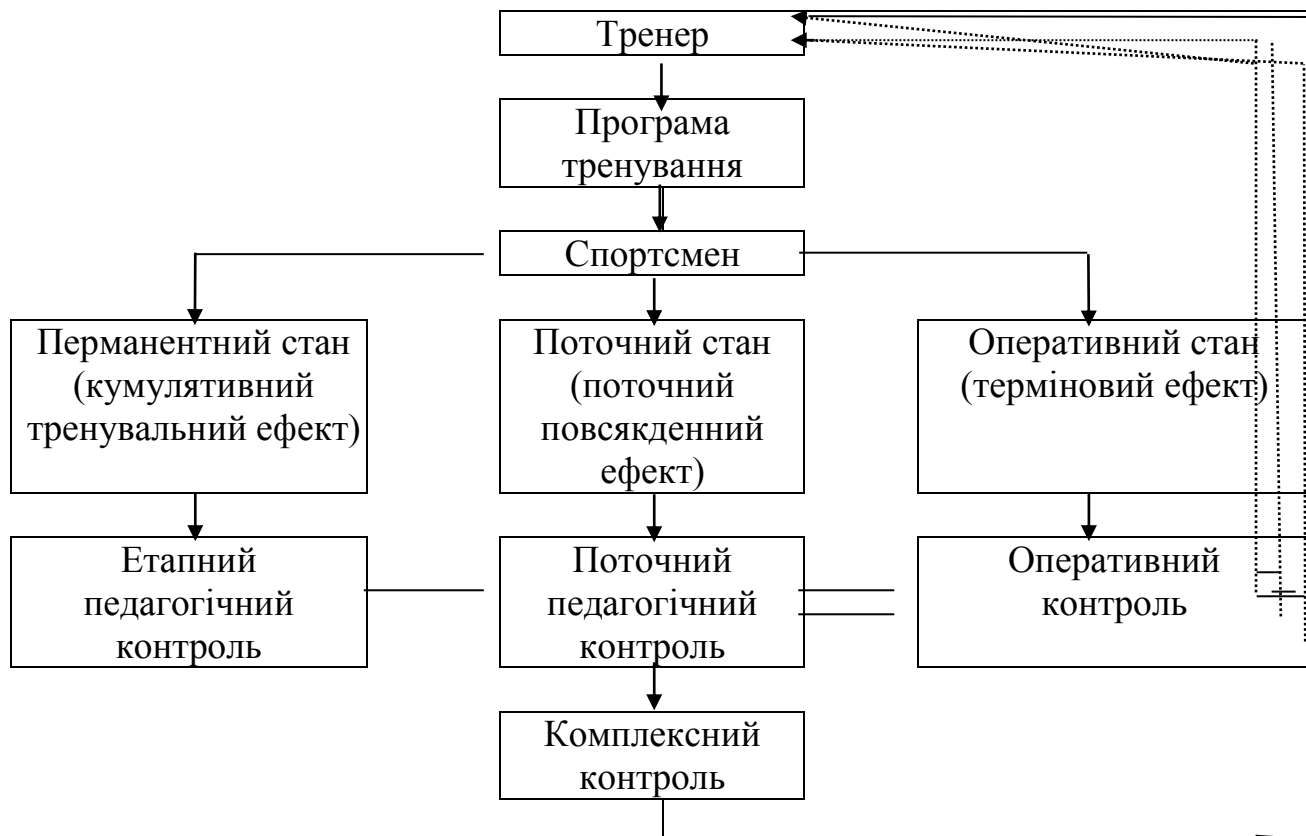 Тренер
Програма
тренування
Спортсмен
Перманентний стан
(кумулятивний
тренувальний ефект)
Поточний стан
(поточний
повсякденний
ефект)
Оперативний стан
(терміновий ефект)
Етапний
педагогічний
контроль
Поточний
педагогічний
контроль
Оперативний
контроль
Комплексний
контроль